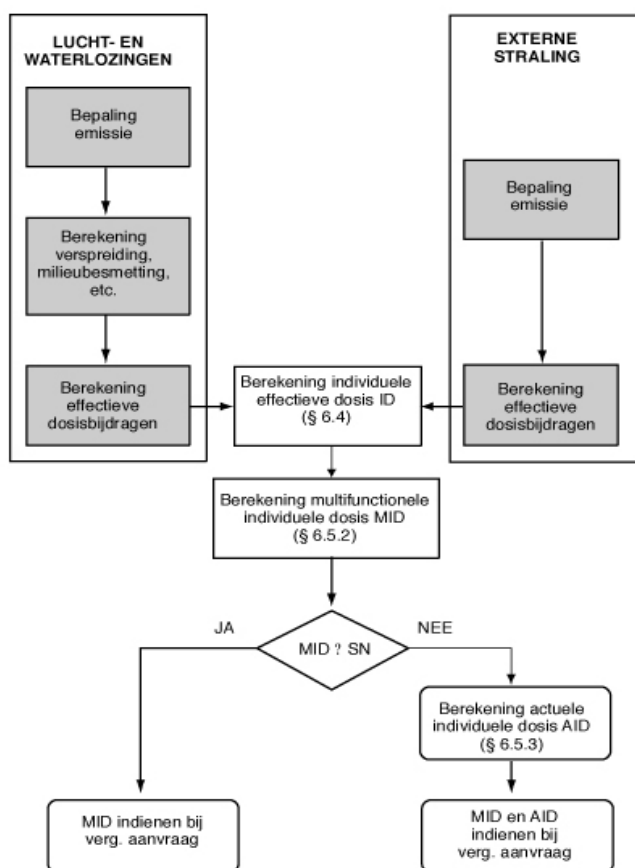 LUCHT- EN
WATERLOZINGEN
Bepaling
emissie
Berekening
verspreiding,
milieubesmetting,
etc.
Berekening
effectieve
dosisbijdragen
EXTERNE
STRALING
Bepaling
emissie
Berekening
effectieve
dosisbijdragen
Berekening individuele
effectieve dosis ID
(§ 6.4)
Berekening multifunctionele
individuele dosis MID
(§ 6.5.2)
JA
MID ? SN
NEE
Berekening actuele
individuele dosis AID
(§ 6.5.3)
MID indienen bij
verg. aanvraag
MID en AID
indienen bij
verg. aanvraag